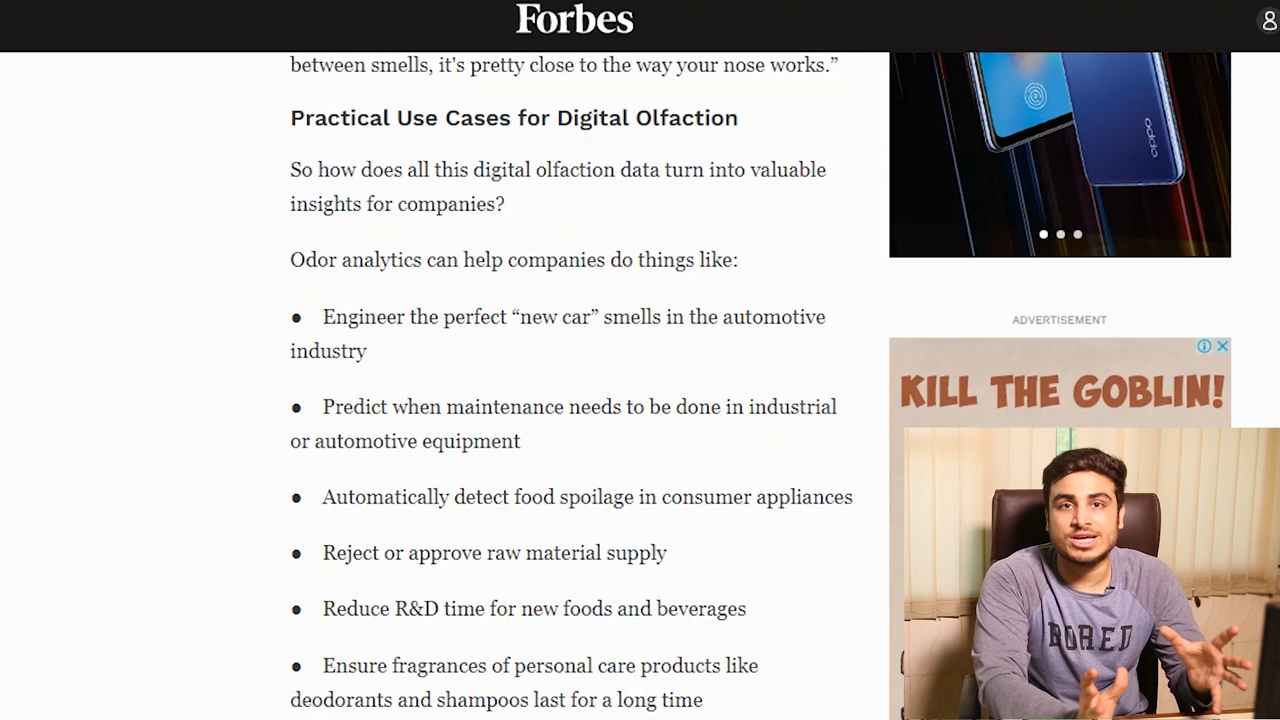 Forbes
between smells, it's pretty close to the way your nose works.”
Practical Use Cases for Digital Olfaction
So how does all this digital olfaction data turn into valuable
insights for companies?
Odor analytics can help companies do things like:
● Engineer the perfect “new car” smells in the automotive
industry
● Predict when maintenance needs to be done in industrial
or automotive equipment
● Automatically detect food spoilage in consumer appliances
● Reject or approve raw material supply
● Reduce R&D time for new foods and beverages
● Ensure fragrances of personal care products like
deodorants and shampoos last for a long time
oppo
ADVERTISEMENT
KILL THE GOBLIN!
BORED